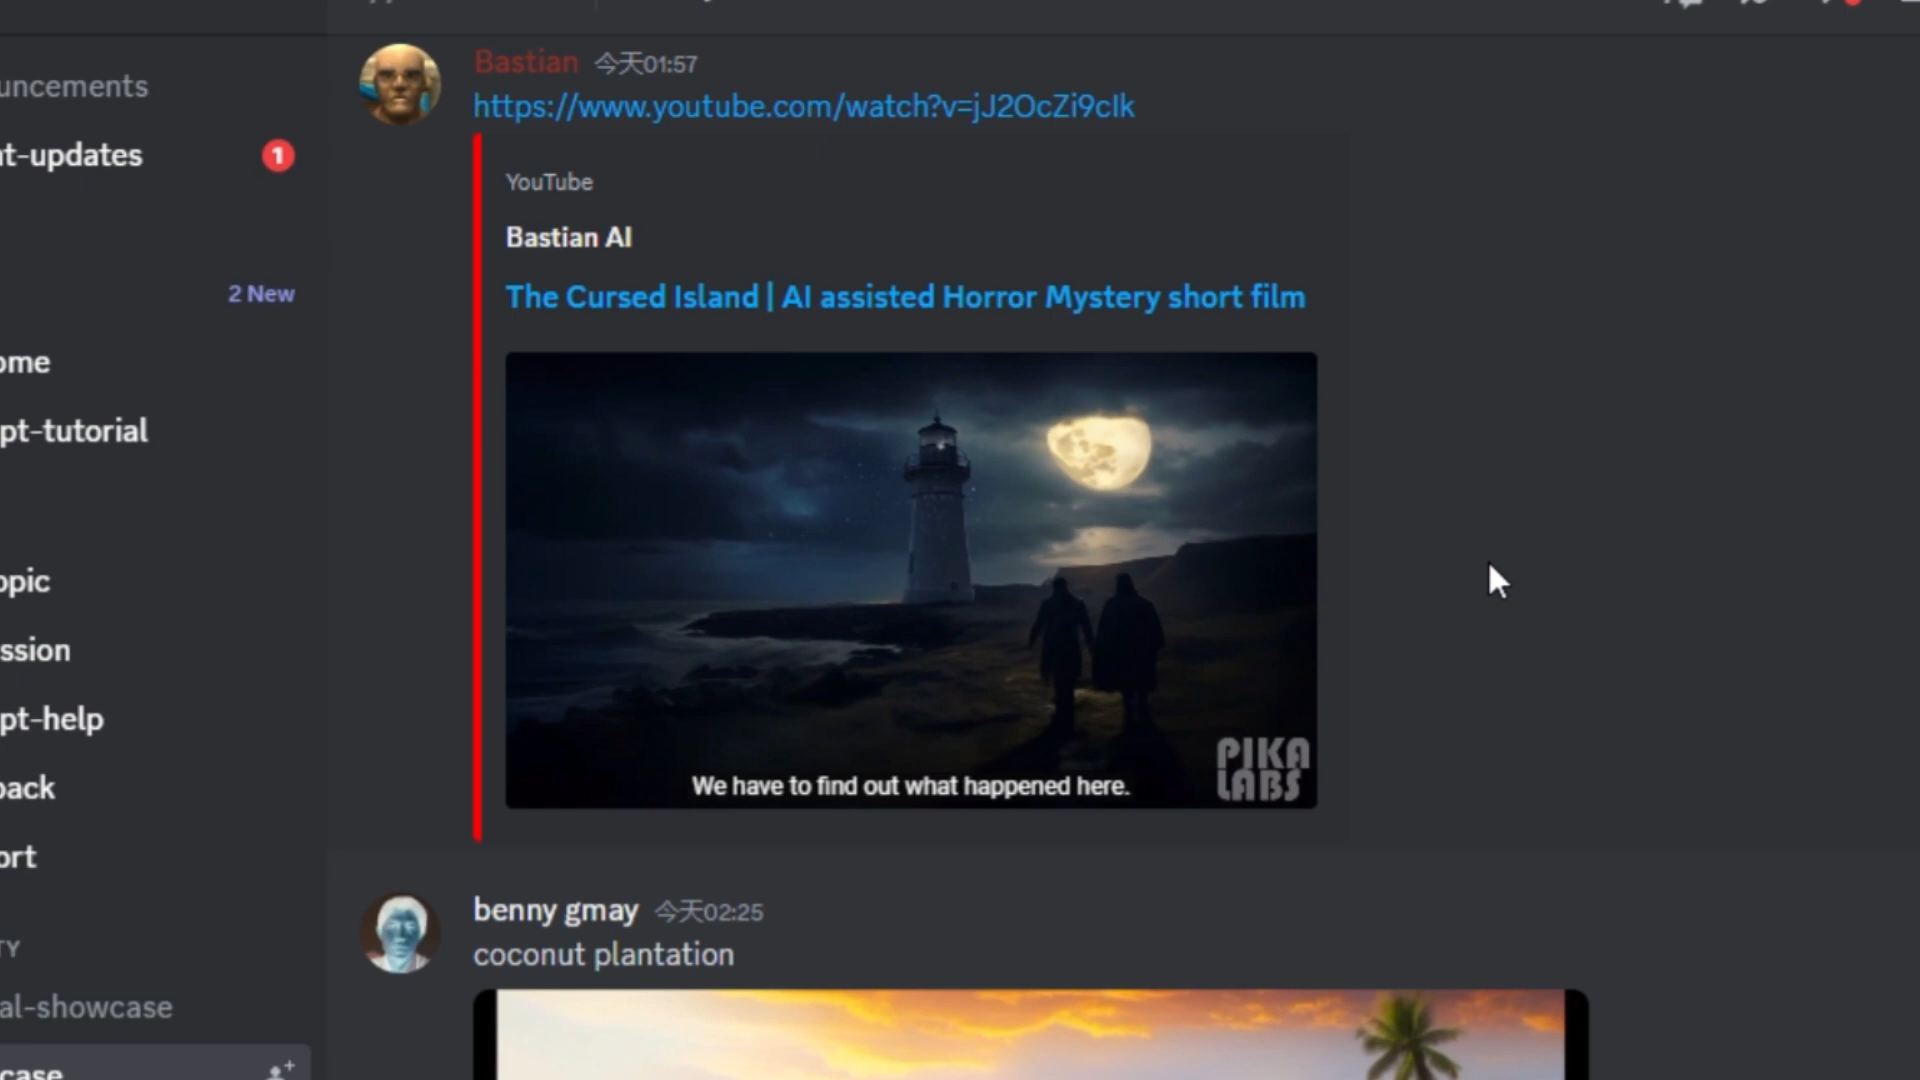 Bastian 今天01:57
https://www.youtube.com/watch?v=jJ2OcZi9cIk
YouTube
Bastian AI
The Cursed Island | AI assisted Horror Mystery short film
We have to find out what happened here.
PIKA
LABS
benny gmay 今天02:25
coconut plantation
uncements
nt-updates
1
2 New
ome
pt-tutorial
opic
ssion
pt-help
back
ort
TY
al-showcase
case